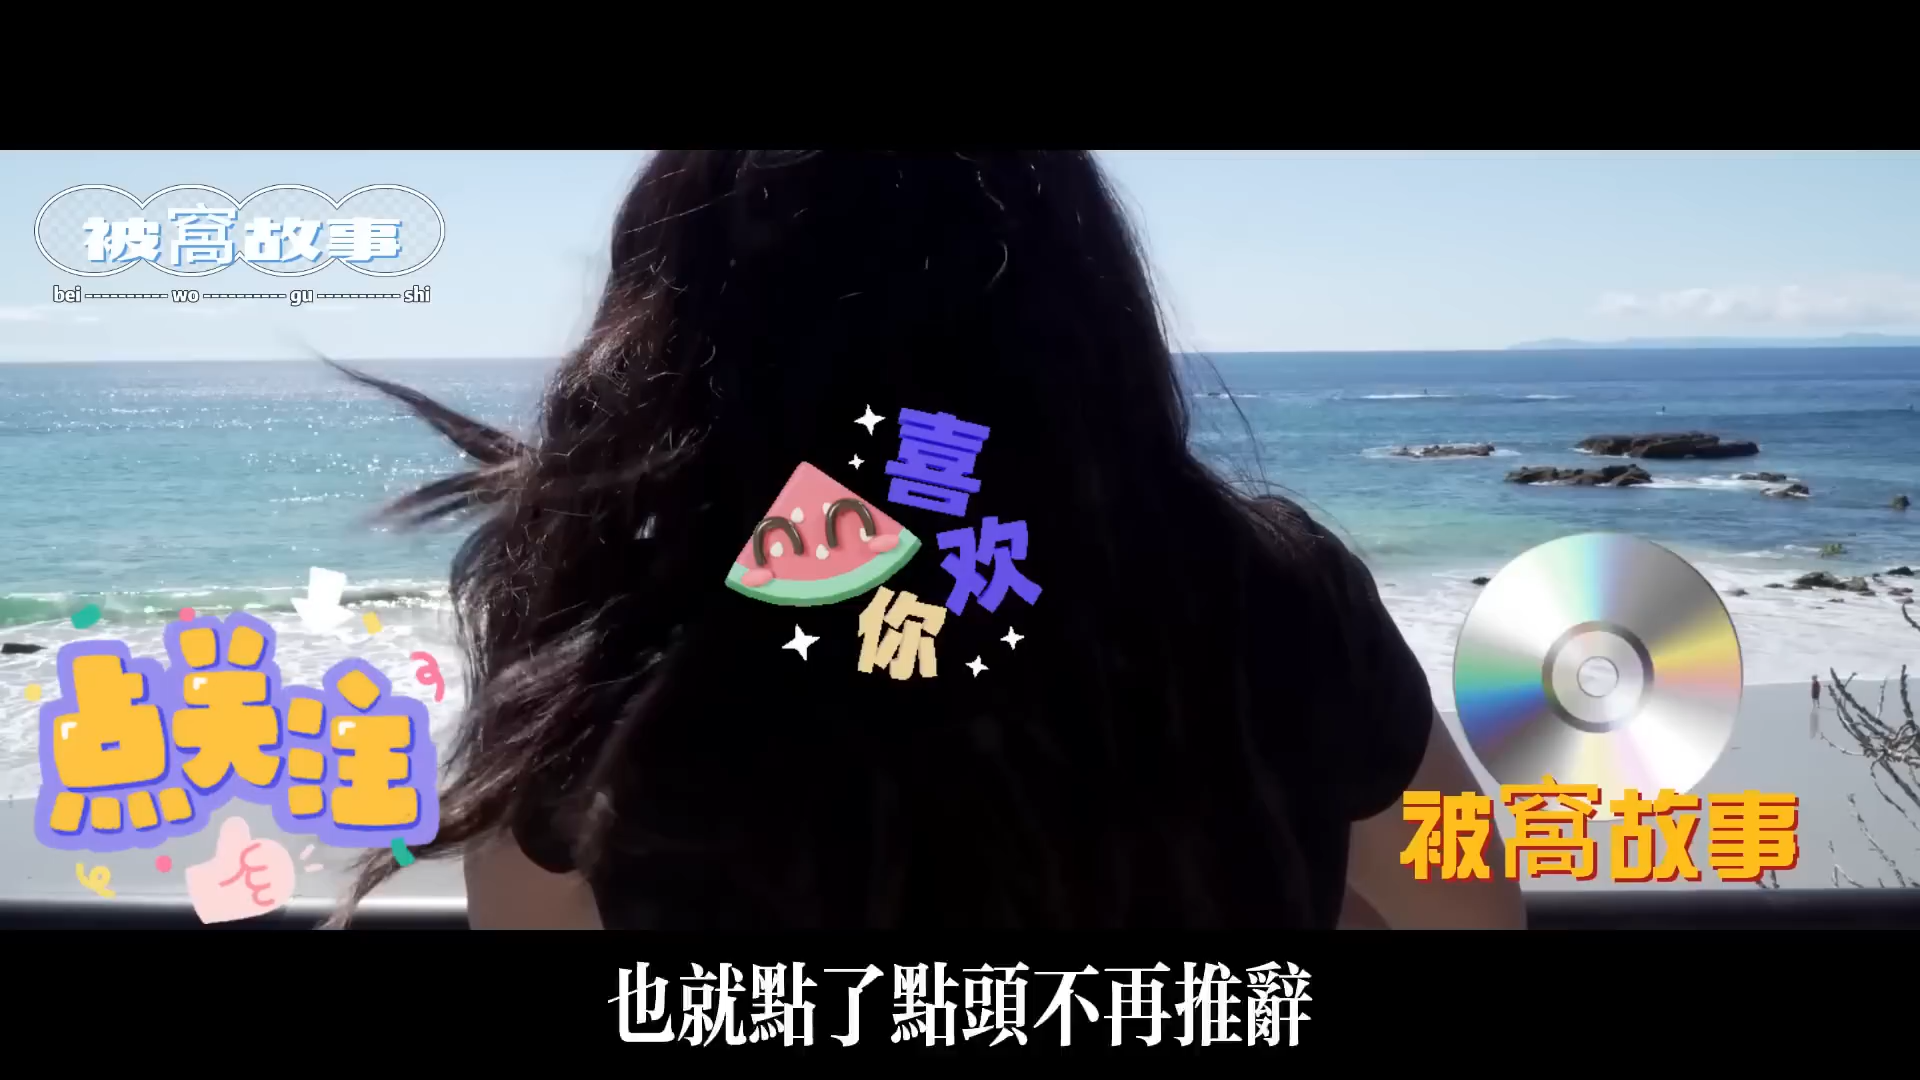 被窩故事
bei ---------- wo ---------- gu ---------- shi
喜
欢
你
点关注
被窩故事
也就點了點頭不再推辭